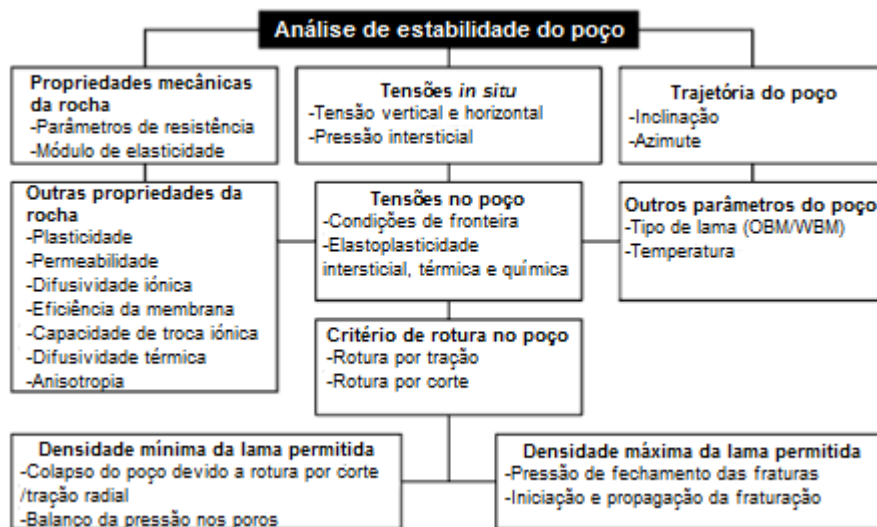 Análise de estabilidade do poço
Propriedades mecânicas
da rocha
-Parâmetros de resistência
-Módulo de elasticidade
Tensões in situ
-Tensão vertical e horizontal
-Pressão intersticial
Trajetória do poço
-Inclinação
-Azimute
Outras propriedades da
rocha
-Plasticidade
-Permeabilidade
-Difusividade iónica
-Eficiência da membrana
-Capacidade de troca iónica
-Difusividade térmica
-Anisotropia
Tensões no poço
-Condições de fronteira
-Elastoplasticidade
intersticial, térmica e química
Outros parâmetros do poço
-Tipo de lama (OBM/WBM)
-Temperatura
Critério de rotura no poço
-Rotura por tração
-Rotura por corte
Densidade mínima da lama permitida
-Colapso do poço devido a rotura por corte
/tração radial
-Balanço da pressão nos poros
Densidade máxima da lama permitida
-Pressão de fechamento das fraturas
-Iniciação e propagação da fraturação